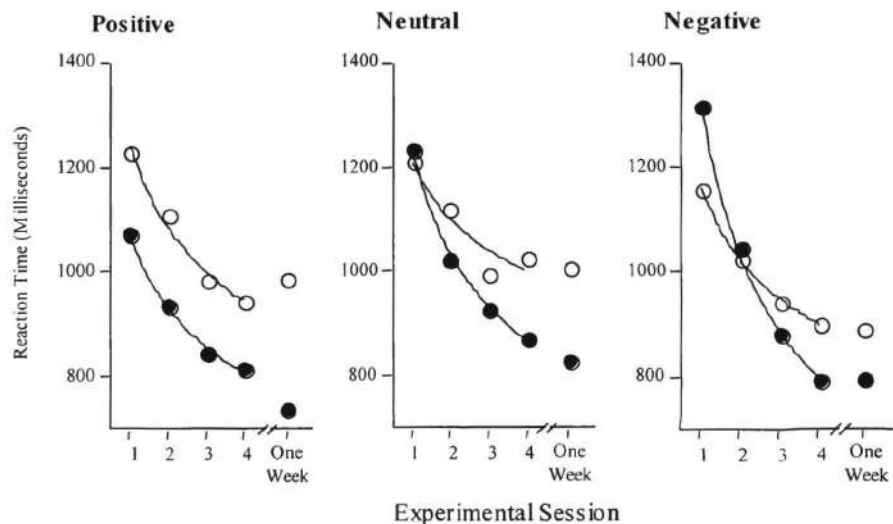 Positive
Neutral
Negative
Reaction Time (Milliseconds)
1400
1200
1000
800
1
2
3
4
One
Week
1400
1200
1000
800
1
2
3
4
One
Week
1400
1200
1000
800
1
2
3
4
One
Week
Experimental Session